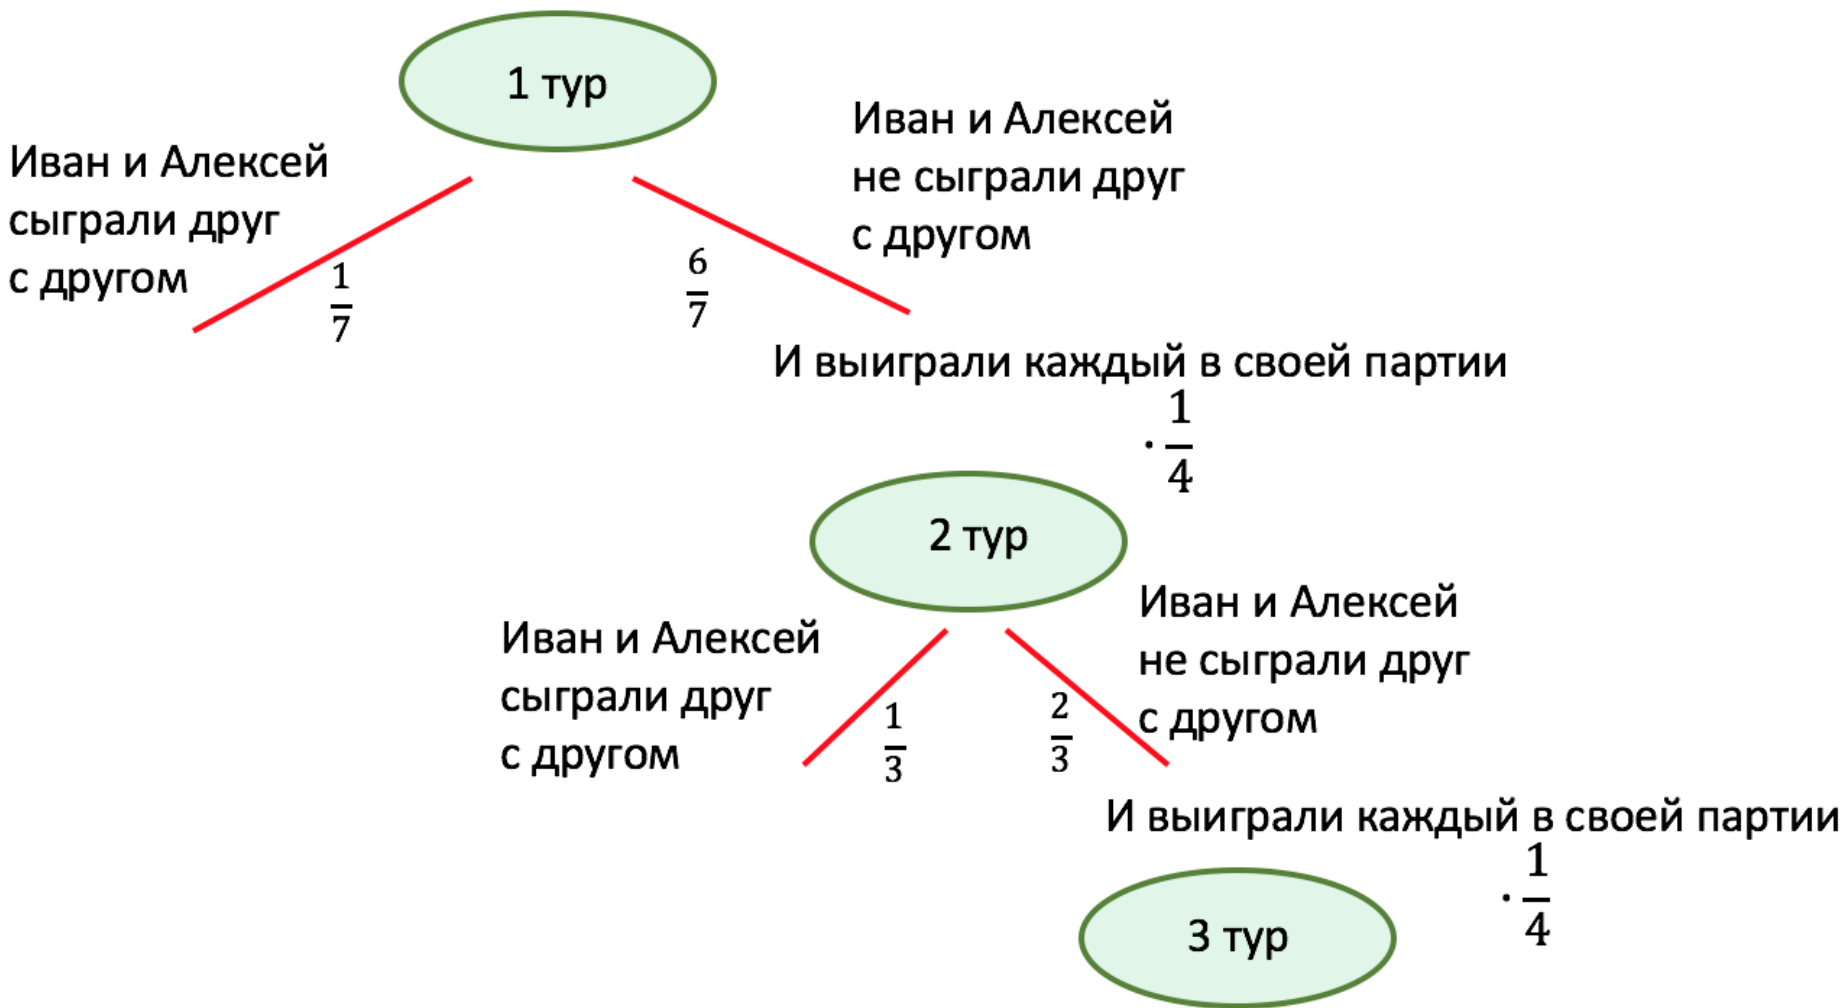 1 тур
Иван и Алексей
сыграли друг
с другом
1/7
6/7
Иван и Алексей
не сыграли друг
с другом
И выиграли каждый в своей партии
· 1/4
2 тур
Иван и Алексей
сыграли друг
с другом
1/3
2/3
Иван и Алексей
не сыграли друг
с другом
И выиграли каждый в своей партии
· 1/4
3 тур